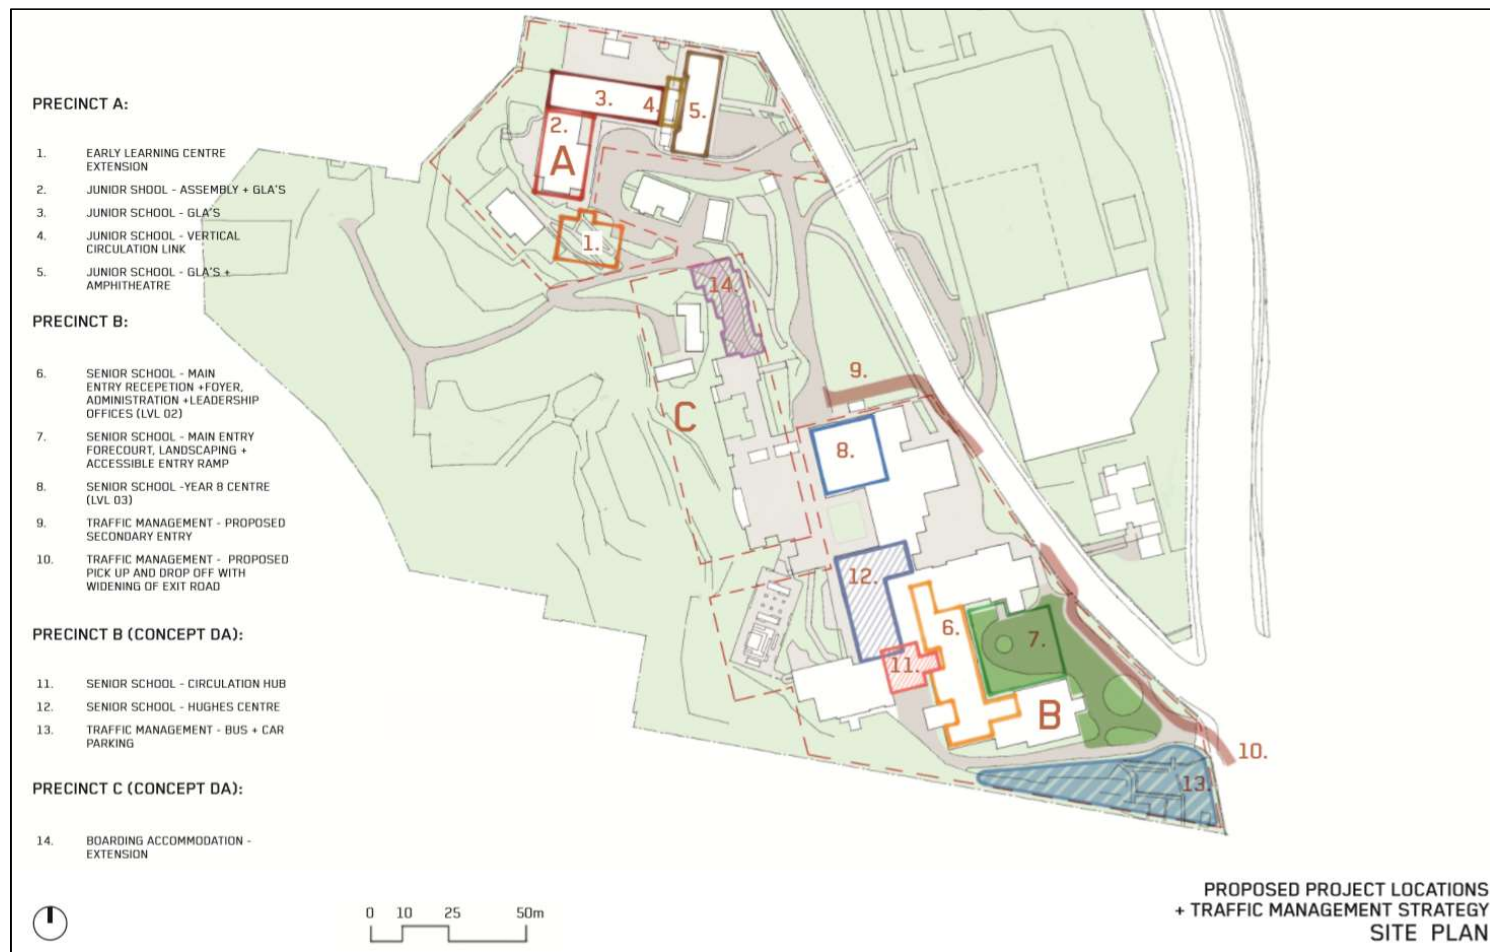 PRECINCT A:
1. EARLY LEARNING CENTRE
EXTENSION
2. JUNIOR SHOOL - ASSEMBLY + GLA'S
3. JUNIOR SCHOOL - GLA'S
4. JUNIOR SCHOOL - VERTICAL
CIRCULATION LINK
5. JUNIOR SCHOOL - GLA'S +
AMPHITHEATRE
PRECINCT B:
6. SENIOR SCHOOL - MAIN
ENTRY RECEPETION +FOYER,
ADMINISTRATION +LEADERSHIP
OFFICES (LVL 02)
7. SENIOR SCHOOL - MAIN ENTRY
FORECOURT, LANDSCAPING +
ACCESSIBLE ENTRY RAMP
8. SENIOR SCHOOL -YEAR 8 CENTRE
(LVL 03)
9. TRAFFIC MANAGEMENT - PROPOSED
SECONDARY ENTRY
10. TRAFFIC MANAGEMENT - PROPOSED
PICK UP AND DROP OFF WITH
WIDENING OF EXIT ROAD
PRECINCT B (CONCEPT DA):
11. SENIOR SCHOOL - CIRCULATION HUB
12. SENIOR SCHOOL - HUGHES CENTRE
13. TRAFFIC MANAGEMENT - BUS + CAR
PARKING
PRECINCT C (CONCEPT DA):
14. BOARDING ACCOMMODATION -
EXTENSION
3.
4.
5.
2.
A
1.
14.
9.
C
8.
12.
6.
7.
11.
B
10.
13.
0 10 25 50m
PROPOSED PROJECT LOCATIONS
+ TRAFFIC MANAGEMENT STRATEGY
SITE PLAN